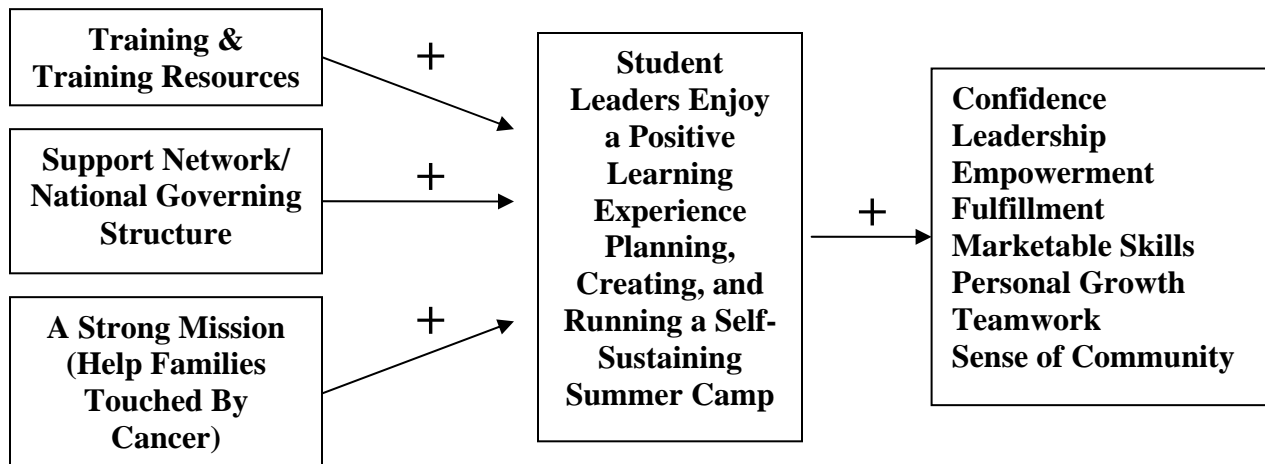 Training &
Training Resources
+
Support Network/
National Governing
Structure
+
A Strong Mission
(Help Families
Touched By
Cancer)
+
Student
Leaders Enjoy
a Positive
Learning
Experience
Planning,
Creating, and
Running a Self-
Sustaining
Summer Camp
+
Confidence
Leadership
Empowerment
Fulfillment
Marketable Skills
Personal Growth
Teamwork
Sense of Community